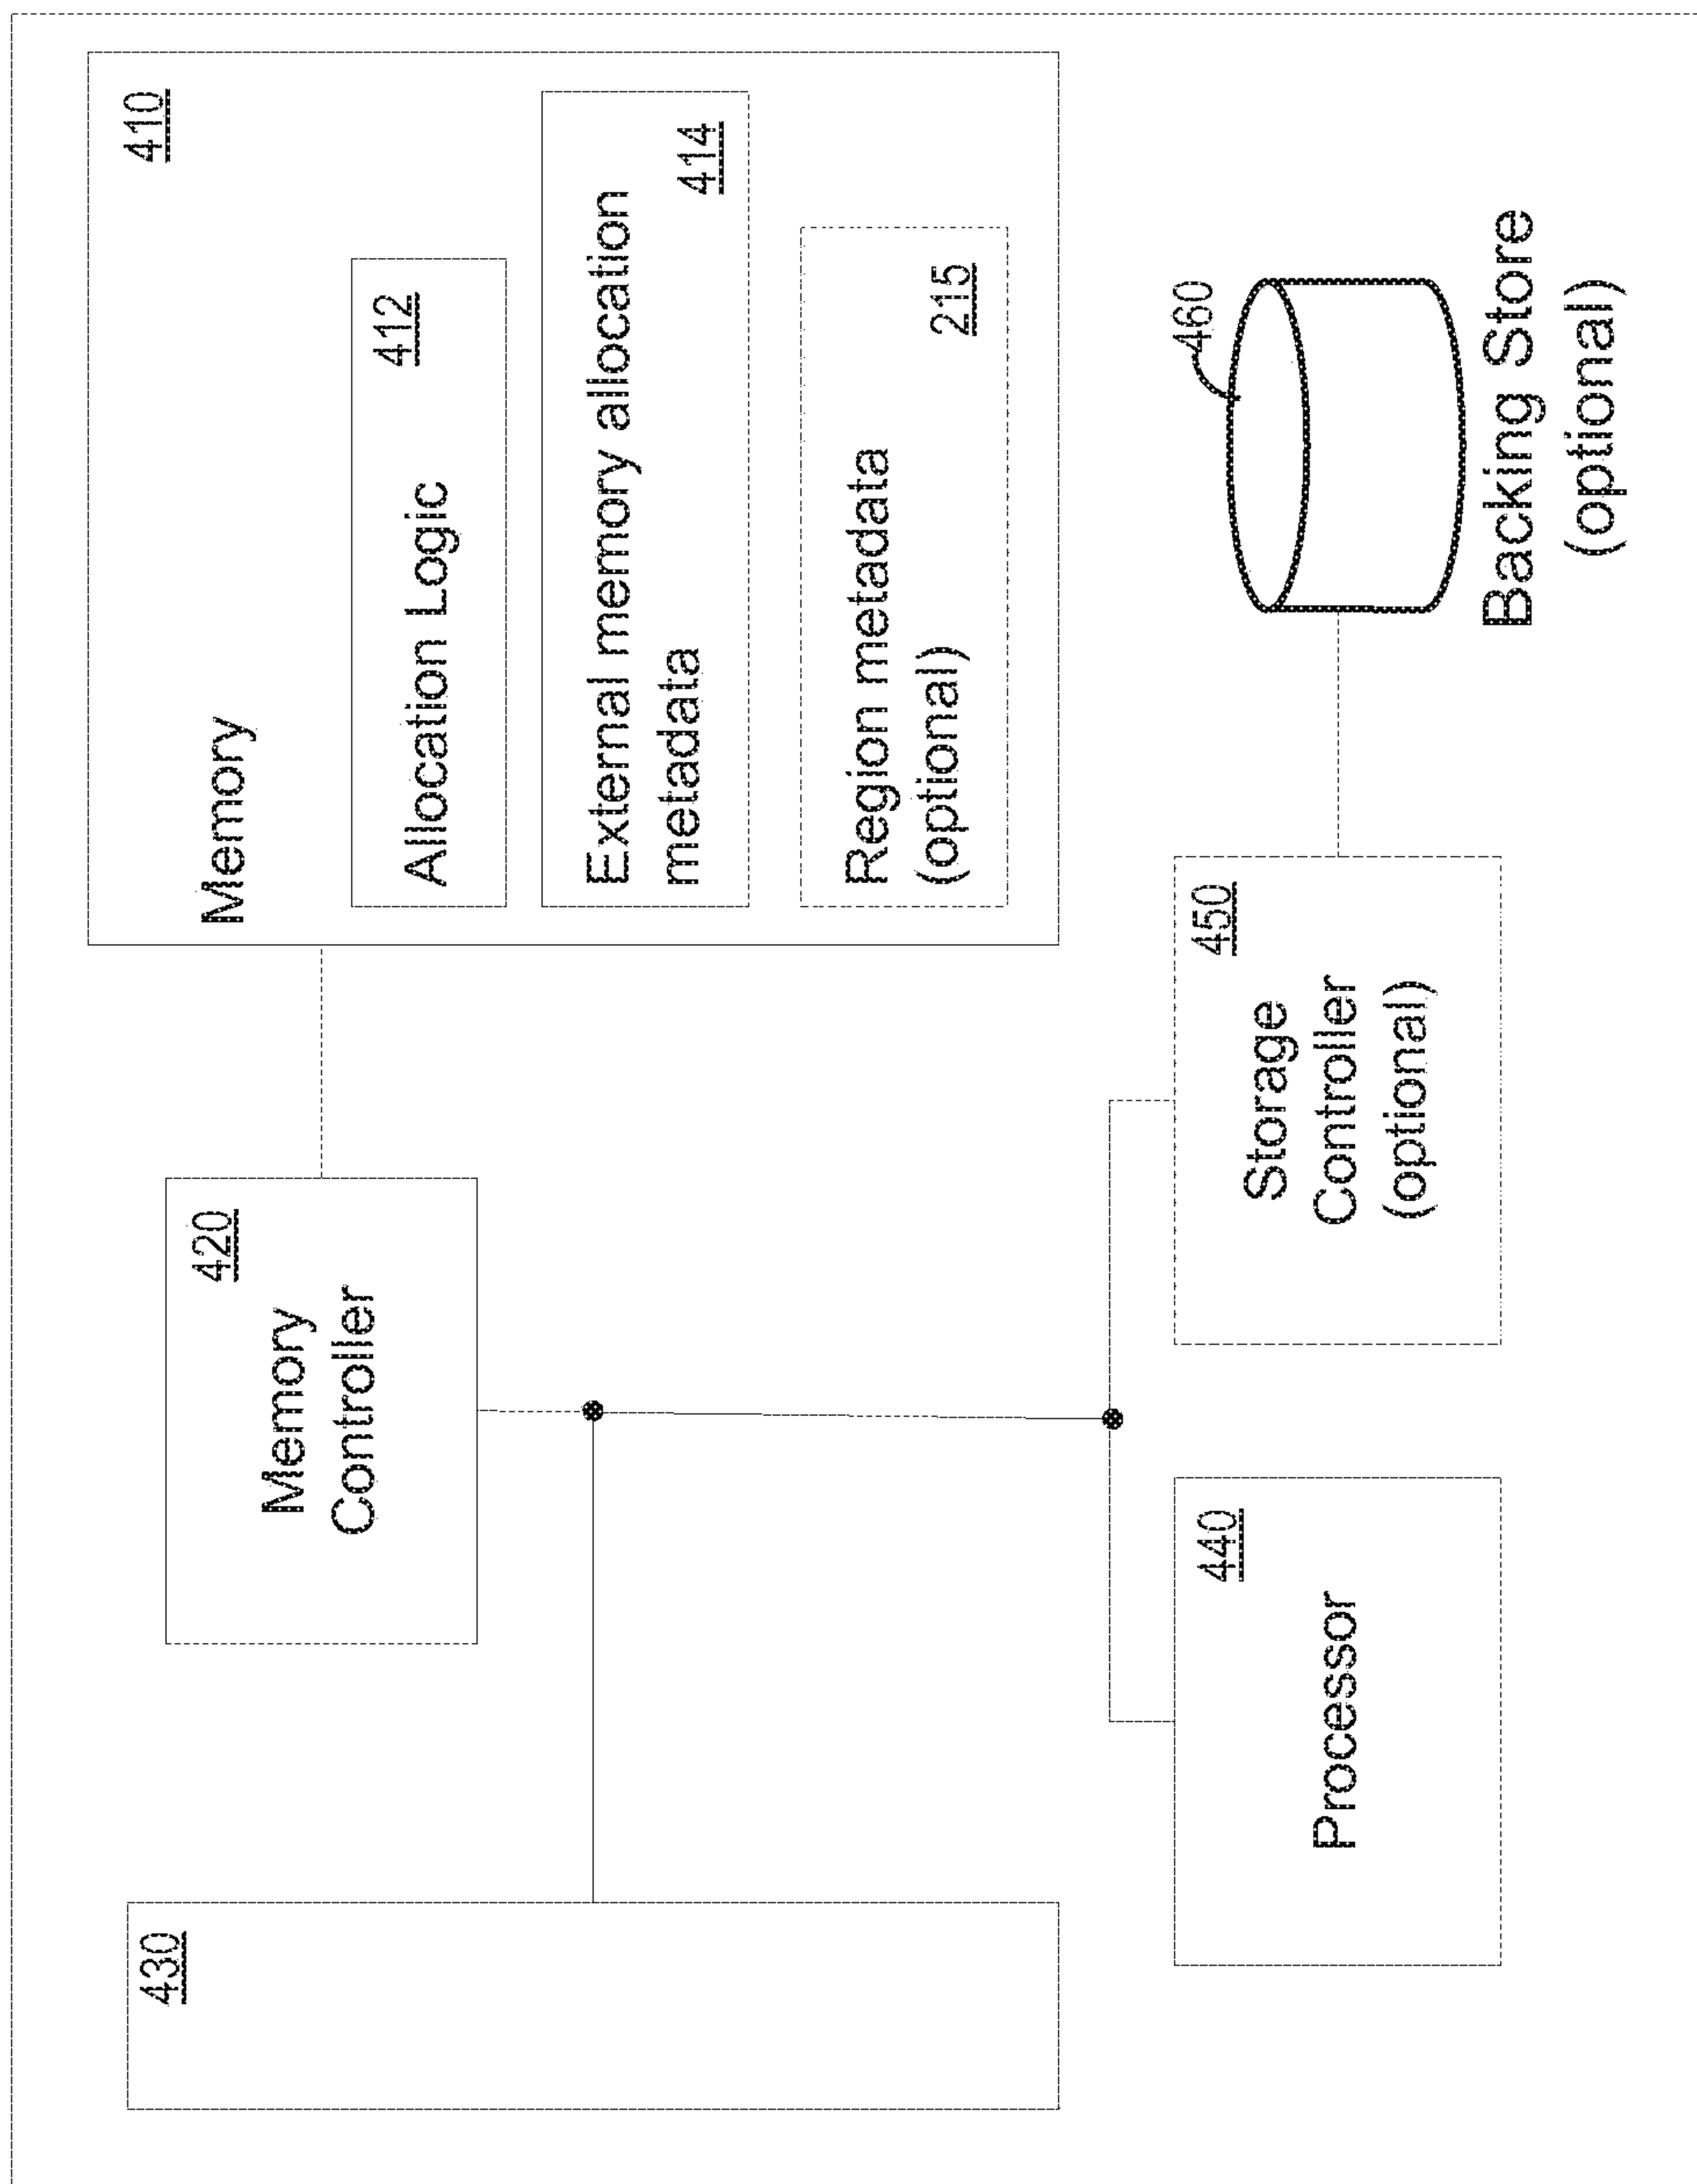 430
Memory
Controller
420
Memory
410
Allocation Logic
412
External memory allocation
metadata
414
Region metadata
(optional)
215
Processor
440
Storage
Controller
(optional)
450
460
Backing Store
(optional)